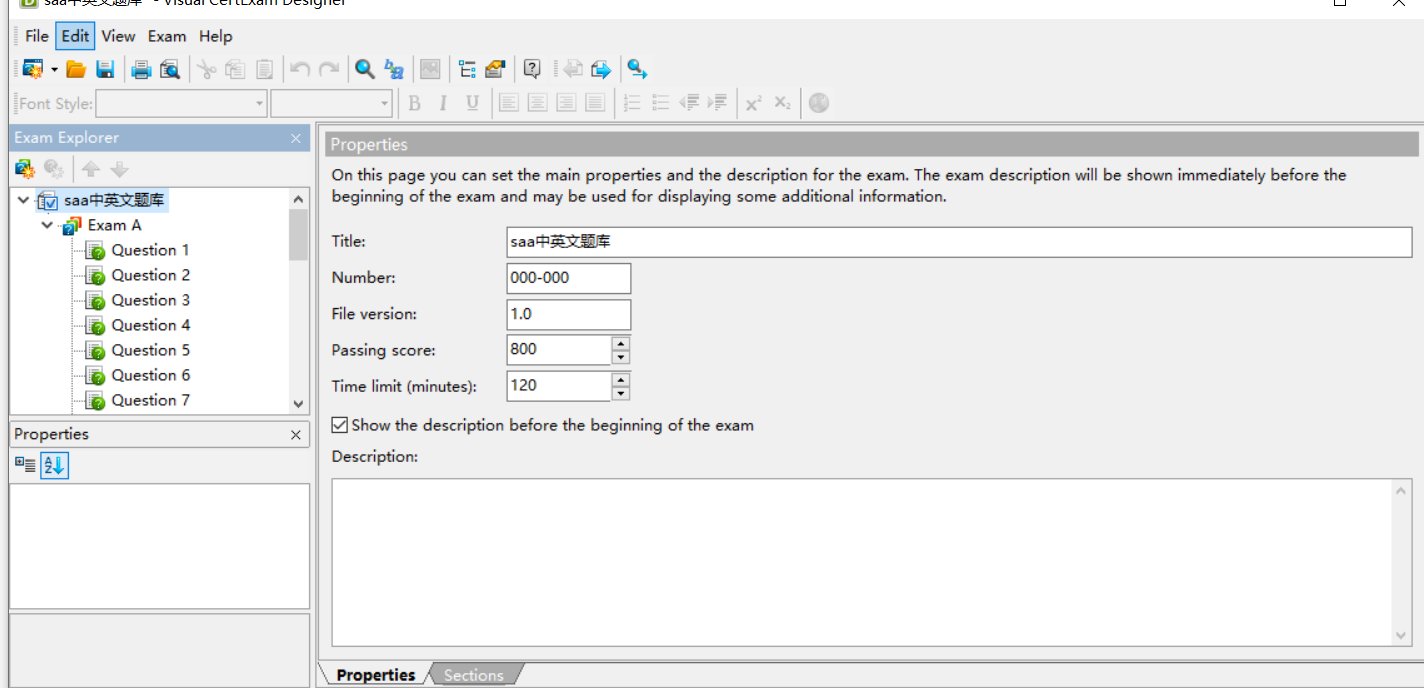 saa中英文题库 - Visual CertExam Designer
File Edit View Exam Help
Font Style: B I U x² X₂
Exam Explorer
saa中英文题库
Exam A
Question 1
Question 2
Question 3
Question 4
Question 5
Question 6
Question 7
Properties
Properties
On this page you can set the main properties and the description for the exam. The exam description will be shown immediately before the
beginning of the exam and may be used for displaying some additional information.
Title: saa中英文题库
Number: 000-000
File version: 1.0
Passing score: 800
Time limit (minutes): 120
Show the description before the beginning of the exam
Description:
Properties Sections